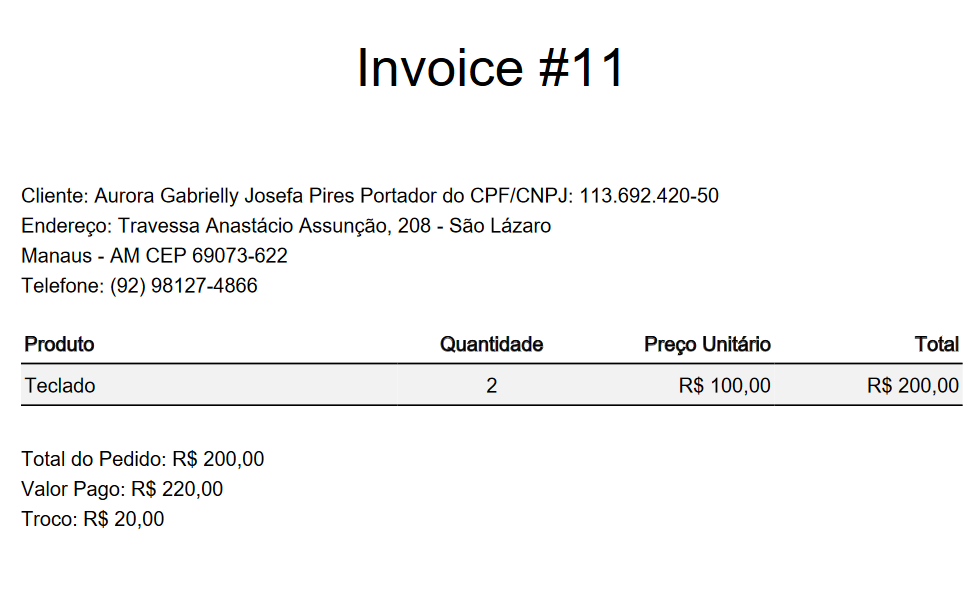 Invoice #11
Cliente: Aurora Gabrielly Josefa Pires Portador do CPF/CNPJ: 113.692.420-50
Endereço: Travessa Anastácio Assunção, 208 - São Lázaro
Manaus - AM CEP 69073-622
Telefone: (92) 98127-4866
Produto Quantidade Preço Unitário Total
Teclado 2 R$ 100,00 R$ 200,00
Total do Pedido: R$ 200,00
Valor Pago: R$ 220,00
Troco: R$ 20,00